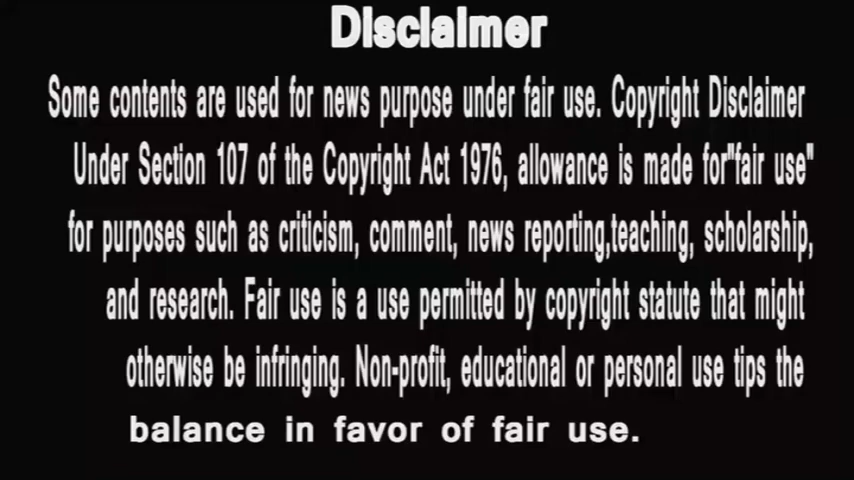 Disclaimer
Some contents are used for news purpose under fair use. Copyright Disclaimer
Under Section 107 of the Copyright Act 1976, allowance is made for"fair use"
for purposes such as criticism, comment, news reporting,teaching, scholarship,
and research. Fair use is a use permitted by copyright statute that might
otherwise be infringing. Non-profit, educational or personal use tips the
balance in favor of fair use.